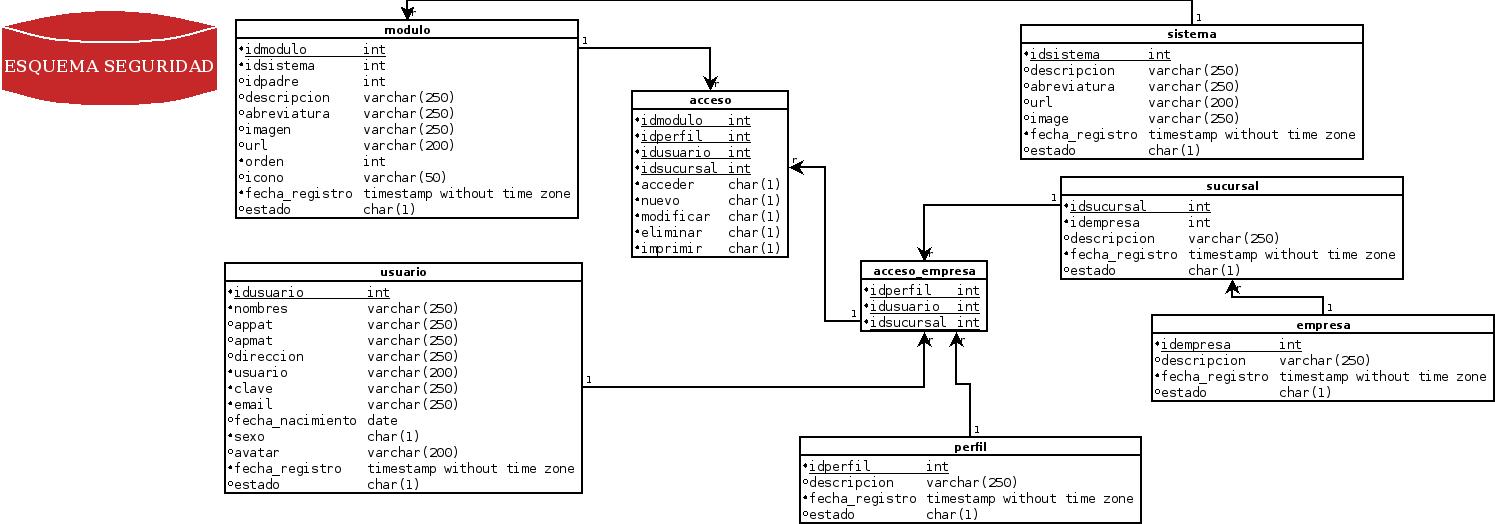 ESQUEMA SEGURIDAD
modulo
idmodulo int
idsistema int
idpadre int
descripcion varchar(250)
abreviatura varchar(250)
imagen varchar(250)
url varchar(200)
orden int
icono varchar(50)
fecha_registro timestamp without time zone
estado char(1)
1
r
acceso
idmodulo int
idperfil int
idusuario int
idsucursal int
acceder char(1)
nuevo char(1)
modificar char(1)
eliminar char(1)
imprimir char(1)
r
r
1
sistema
idsistema int
descripcion varchar(250)
abreviatura varchar(250)
url varchar(200)
image varchar(250)
fecha_registro timestamp without time zone
estado char(1)
1
sucursal
idsucursal int
idempresa int
descripcion varchar(250)
fecha_registro timestamp without time zone
estado char(1)
r
r
acceso_empresa
idperfil int
idusuario int
idsucursal int
1
r
r
1
empresa
idempresa int
descripcion varchar(250)
fecha_registro timestamp without time zone
estado char(1)
usuario
idusuario int
nombres varchar(250)
appat varchar(250)
apmat varchar(250)
direccion varchar(250)
usuario varchar(200)
clave varchar(250)
email varchar(250)
fecha_nacimiento date
sexo char(1)
avatar varchar(200)
fecha_registro timestamp without time zone
estado char(1)
1
1
perfil
idperfil int
descripcion varchar(250)
fecha_registro timestamp without time zone
estado char(1)